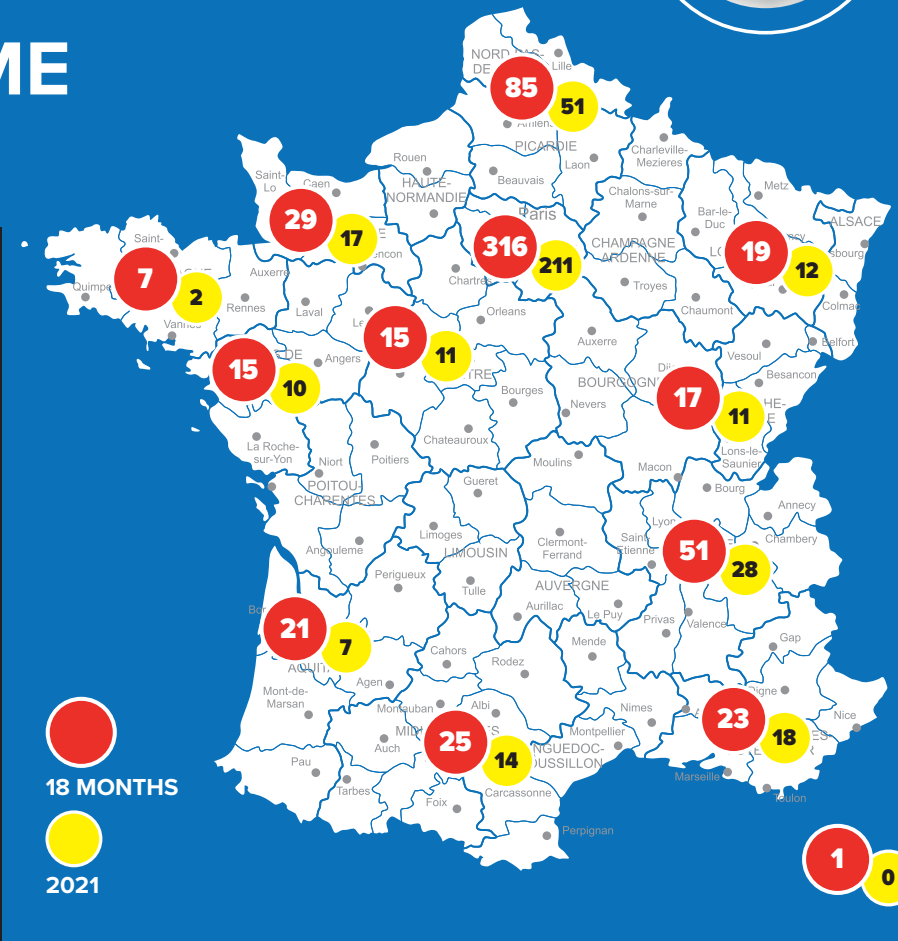 ME
NORD
DE
Lille
85
51
Amiens
PICARDIE
Charleville-
Mezieres
Rouen
Laon
Beauvais
Saint-
Lo
Caen
HAUTE-
NORMANDIE
Chalons-sur-
Marne
Metz
Paris
Bar-le-
Duc
ALSACE
29
17
316
211
CHAMPAGNE
ARDENNE
19
12
Saint-
7
2
Auxerre
Chartres
Troyes
Quimper
Rennes
Laval
Orleans
Chaumont
Colmar
Vannes
15
11
Auxerre
Belfort
Vesoul
15
10
DE
Angers
Besancon
Bourges
BOURGOGN
17
11
Nevers
La Roche-
sur-Yon
Chateauroux
Niort
Poitiers
Lons-le-
Saunier
Moulins
Macon
POITOU-
CHARENTES
Gueret
Bourg
Annecy
Lyon
Limoges
Clermont-
Ferrand
Saint-
Etienne
51
28
Chambery
Angouleme
LIMOUSIN
Perigueux
Tulle
AUVERGNE
Aurillac
Le Puy
Privas
Valence
21
7
Cahors
Mende
Gap
Rodez
Agen
Mont-de-
Marsan
Digne
Montauban
Albi
Nimes
23
18
Nice
25
14
Montpellier
Auch
NGUEDOC-
OUSSILLON
Pau
Marseille
Tarbes
Foix
Carcassonne
Toulon
Perpignan
18 MONTHS
1
0
2021